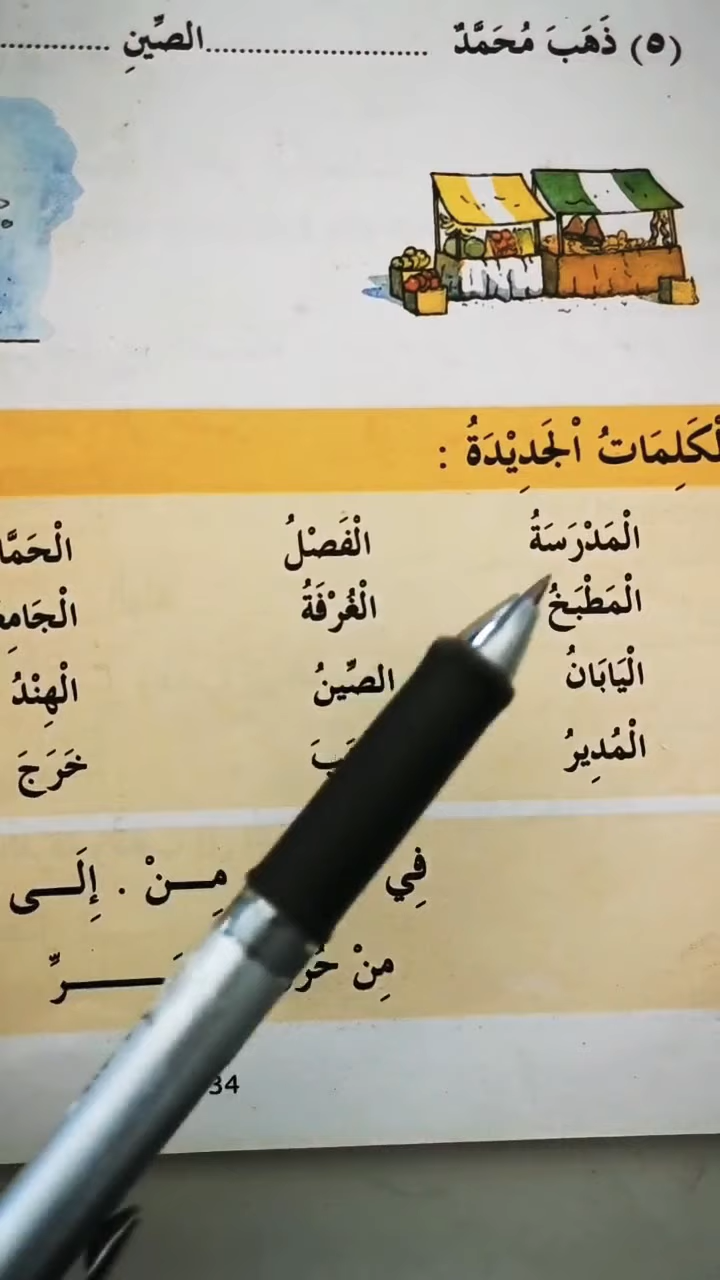 (٥) ذَهَبَ مُحَمَّدٌ ........................... الصِّينِ .............
لْكَلِمَاتُ الْجَدِيْدَةُ :
الْمَدْرَسَةُ الْفَصْلُ
الْمَطْبَخُ الْغُرْفَةُ
الْيَابَانُ الصِّينُ الْهِنْدُ
الْمُدِيرُ خَرَجَ
فِي مِـنْ . إِلَـى
مِنْ
34